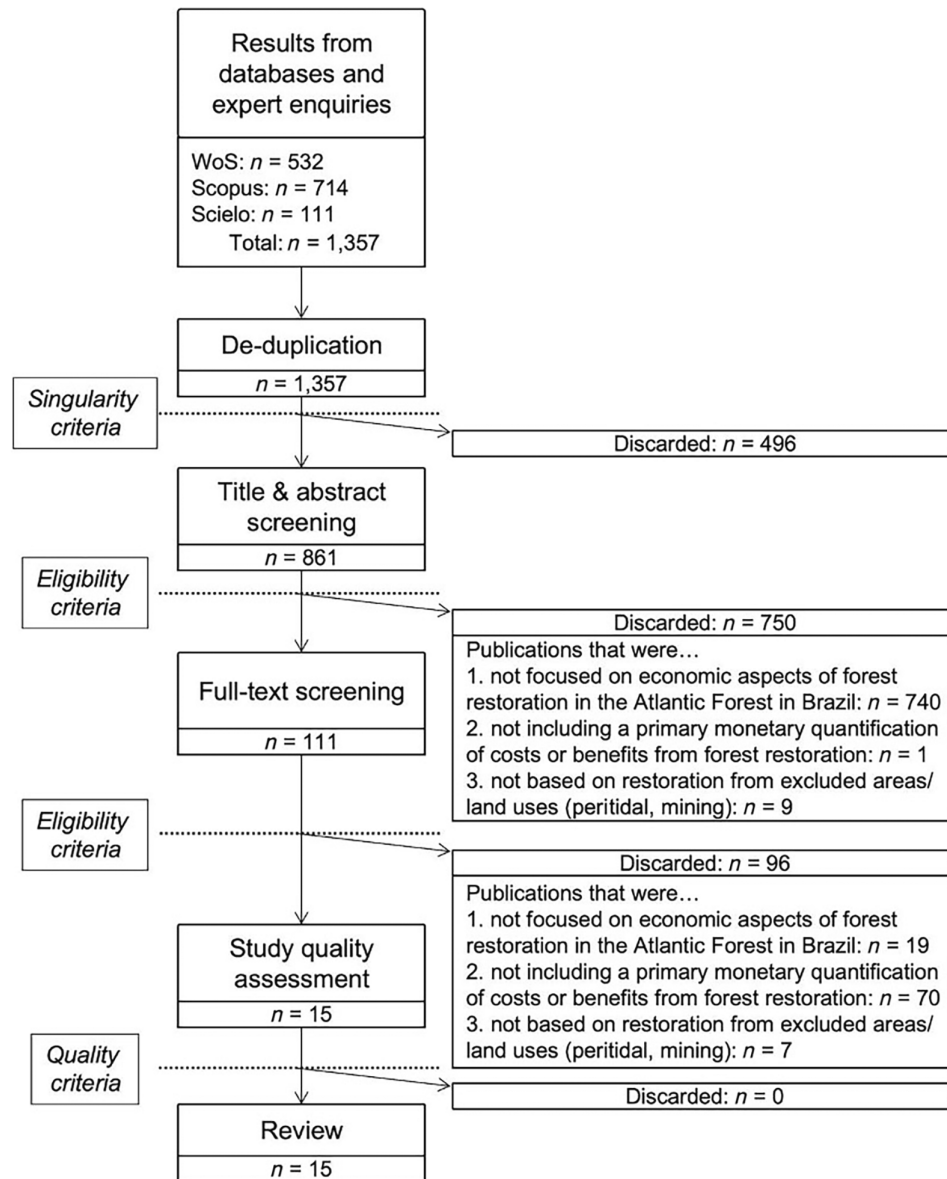 Results from
databases and
expert enquiries
WoS: n = 532
Scopus: n = 714
Scielo: n = 111
Total: n = 1,357
De-duplication
n = 1,357
Singularity
criteria
Discarded: n = 496
Title & abstract
screening
n = 861
Eligibility
criteria
Discarded: n = 750
Publications that were…
1. not focused on economic aspects of forest
restoration in the Atlantic Forest in Brazil: n = 740
2. not including a primary monetary quantification
of costs or benefits from forest restoration: n = 1
3. not based on restoration from excluded areas/
land uses (peritidal, mining): n = 9
Full-text screening
n = 111
Eligibility
criteria
Discarded: n = 96
Publications that were…
1. not focused on economic aspects of forest
restoration in the Atlantic Forest in Brazil: n = 19
2. not including a primary monetary quantification
of costs or benefits from forest restoration: n = 70
3. not based on restoration from excluded areas/
land uses (peritidal, mining): n = 7
Study quality
assessment
n = 15
Quality
criteria
Discarded: n = 0
Review
n = 15